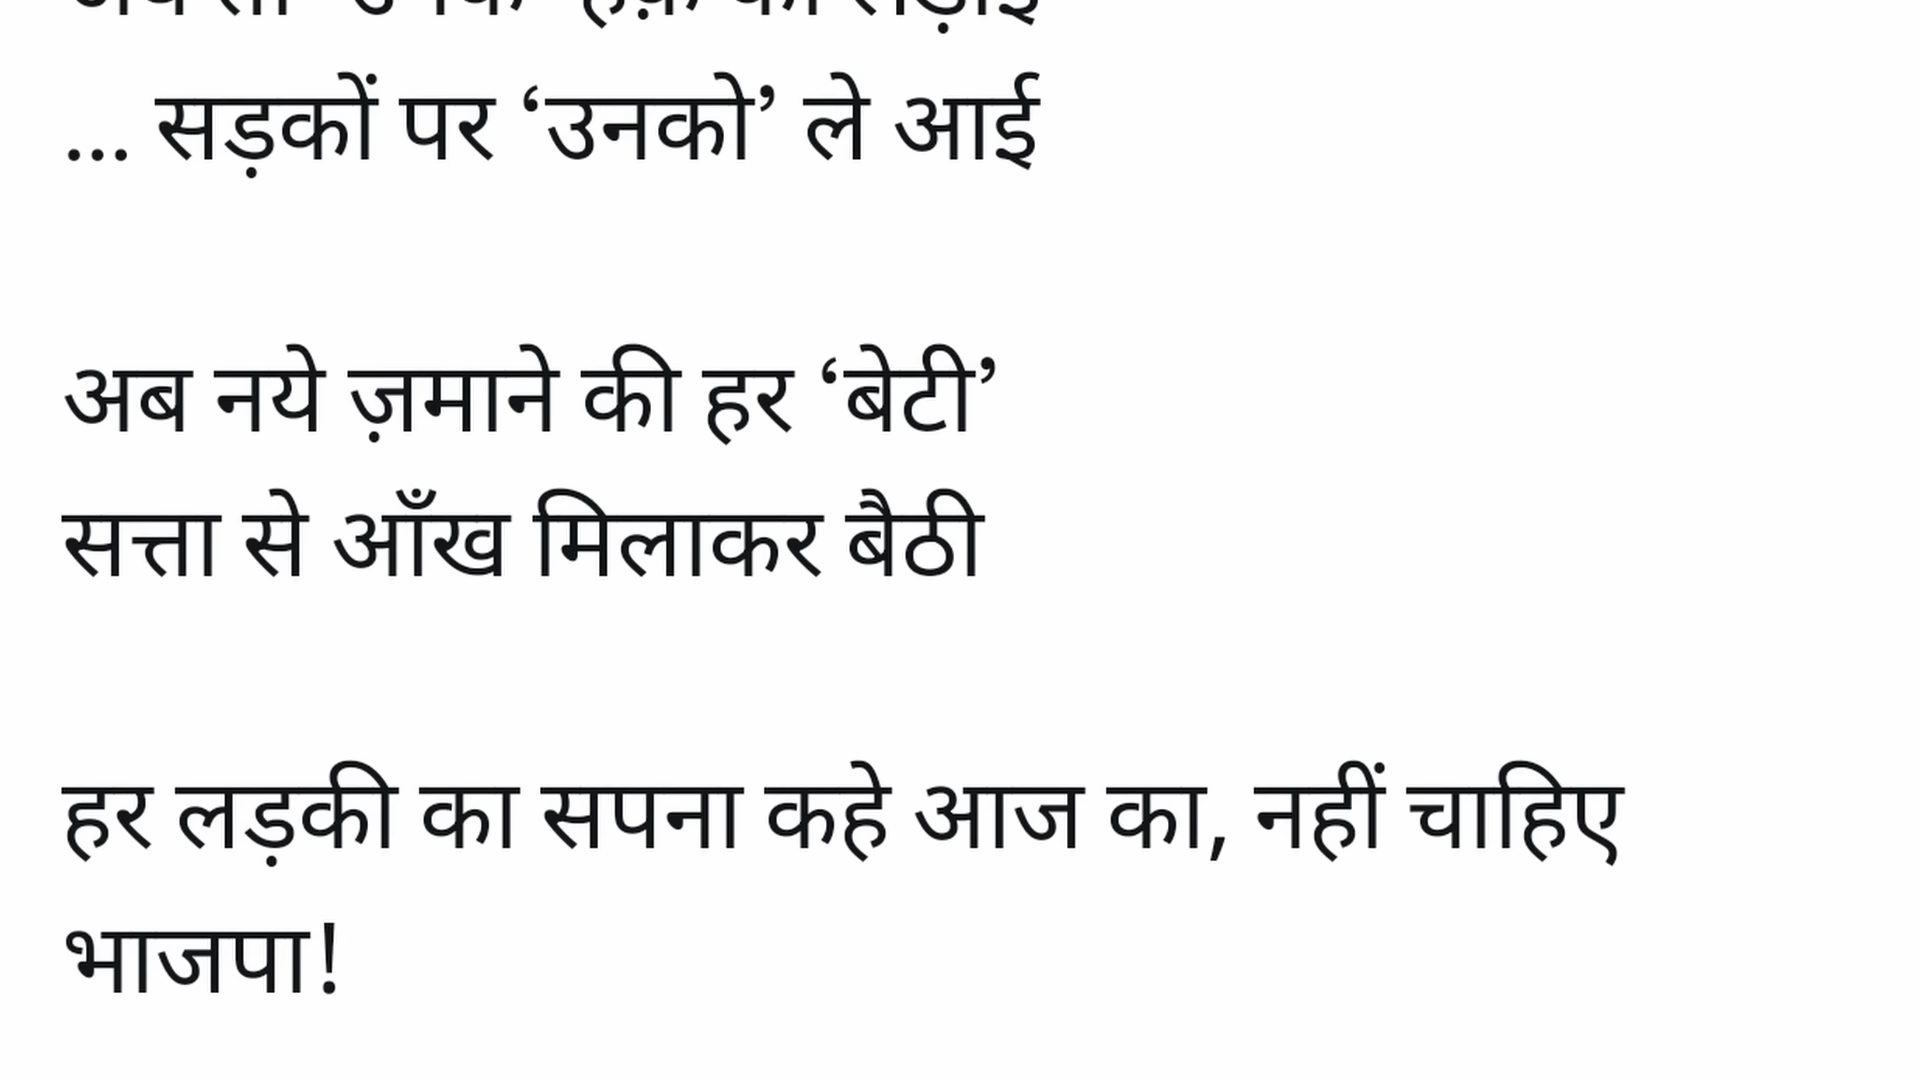 ... सड़कों पर ‘उनको’ ले आई
अब नये ज़माने की हर ‘बेटी’
सत्ता से आँख मिलाकर बैठी
हर लड़की का सपना कहे आज का, नहीं चाहिए
भाजपा!